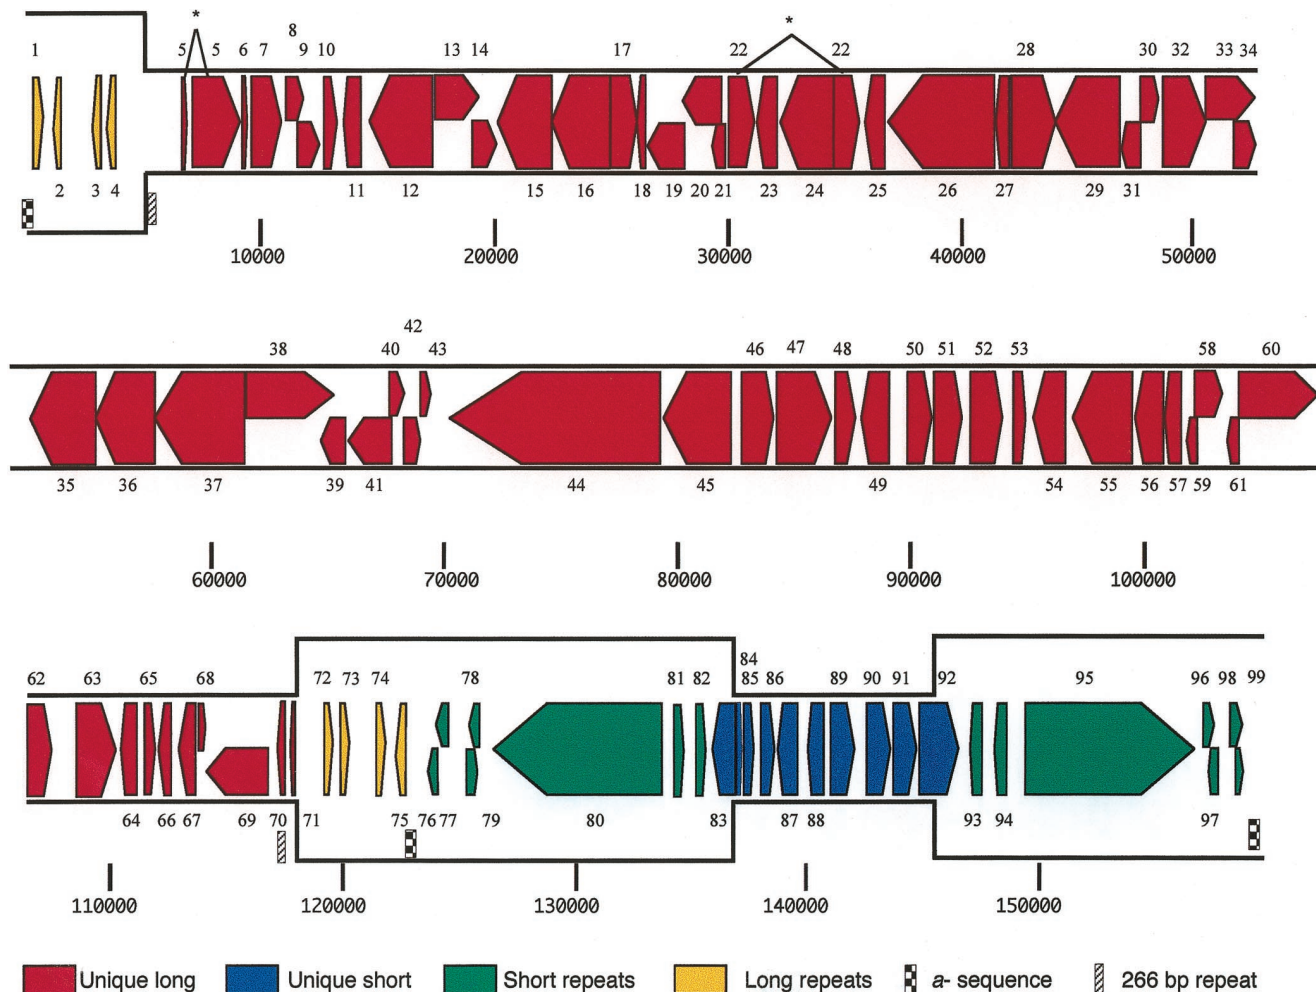 8 * *
1 5 5 6 7 9 10 13 14 17 22 22 28 30 32 33 34
2 3 4 11 12 15 16 18 19 20 21 23 24 25 26 27 29 31
10000 20000 30000 40000 50000
42
38 40 43 46 47 48 50 51 52 53 58 60
35 36 37 39 41 44 45 49 54 55 56 57 59 61
60000 70000 80000 90000 100000
84
62 63 65 68 72 73 74 78 81 82 85 86 89 90 91 92 95 96 98 99
64 66 67 69 70 71 75 76 77 79 80 83 87 88 93 94 97
110000 120000 130000 140000 150000
Unique long Unique short Short repeats Long repeats a- sequence 266 bp repeat